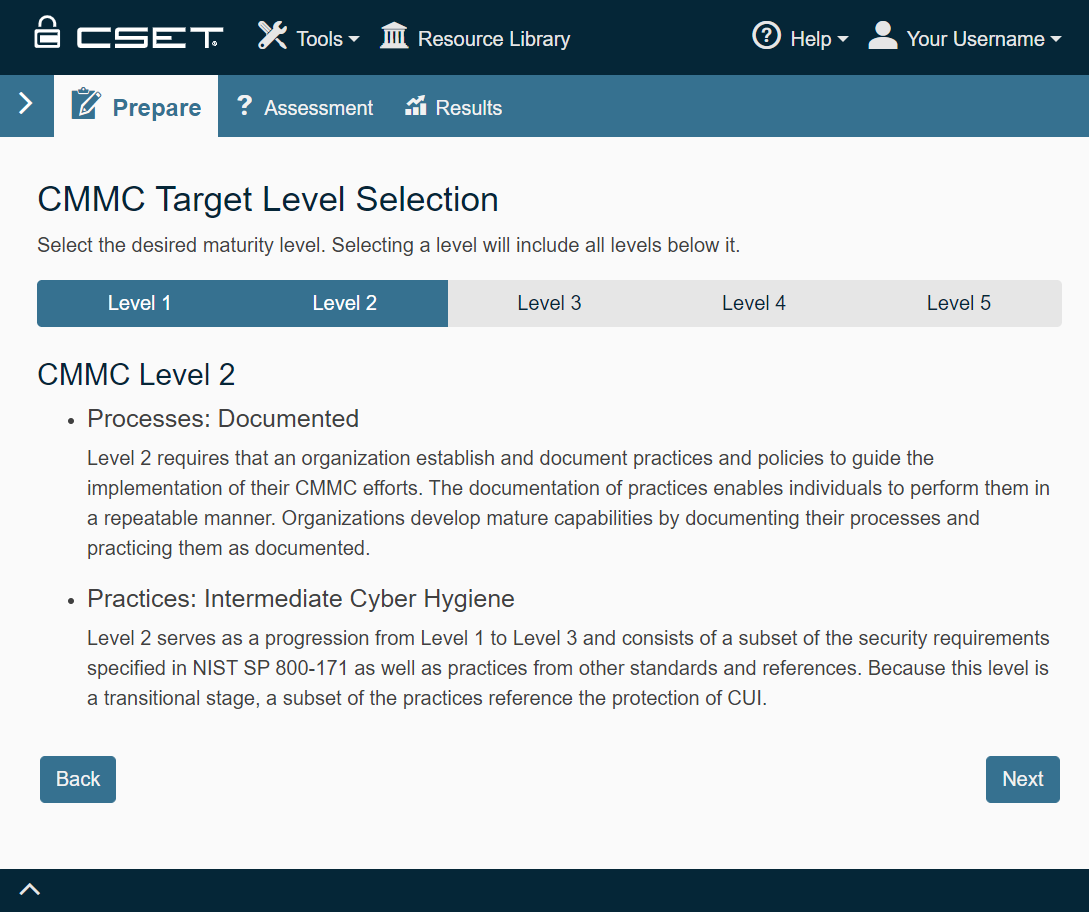 CSET Tools Resource Library Help Your Username
Prepare ? Assessment Results
CMMC Target Level Selection
Select the desired maturity level. Selecting a level will include all levels below it.
Level 1 Level 2 Level 3 Level 4 Level 5
CMMC Level 2
• Processes: Documented
Level 2 requires that an organization establish and document practices and policies to guide the
implementation of their CMMC efforts. The documentation of practices enables individuals to perform them in
a repeatable manner. Organizations develop mature capabilities by documenting their processes and
practicing them as documented.
• Practices: Intermediate Cyber Hygiene
Level 2 serves as a progression from Level 1 to Level 3 and consists of a subset of the security requirements
specified in NIST SP 800-171 as well as practices from other standards and references. Because this level is
a transitional stage, a subset of the practices reference the protection of CUI.
Back Next